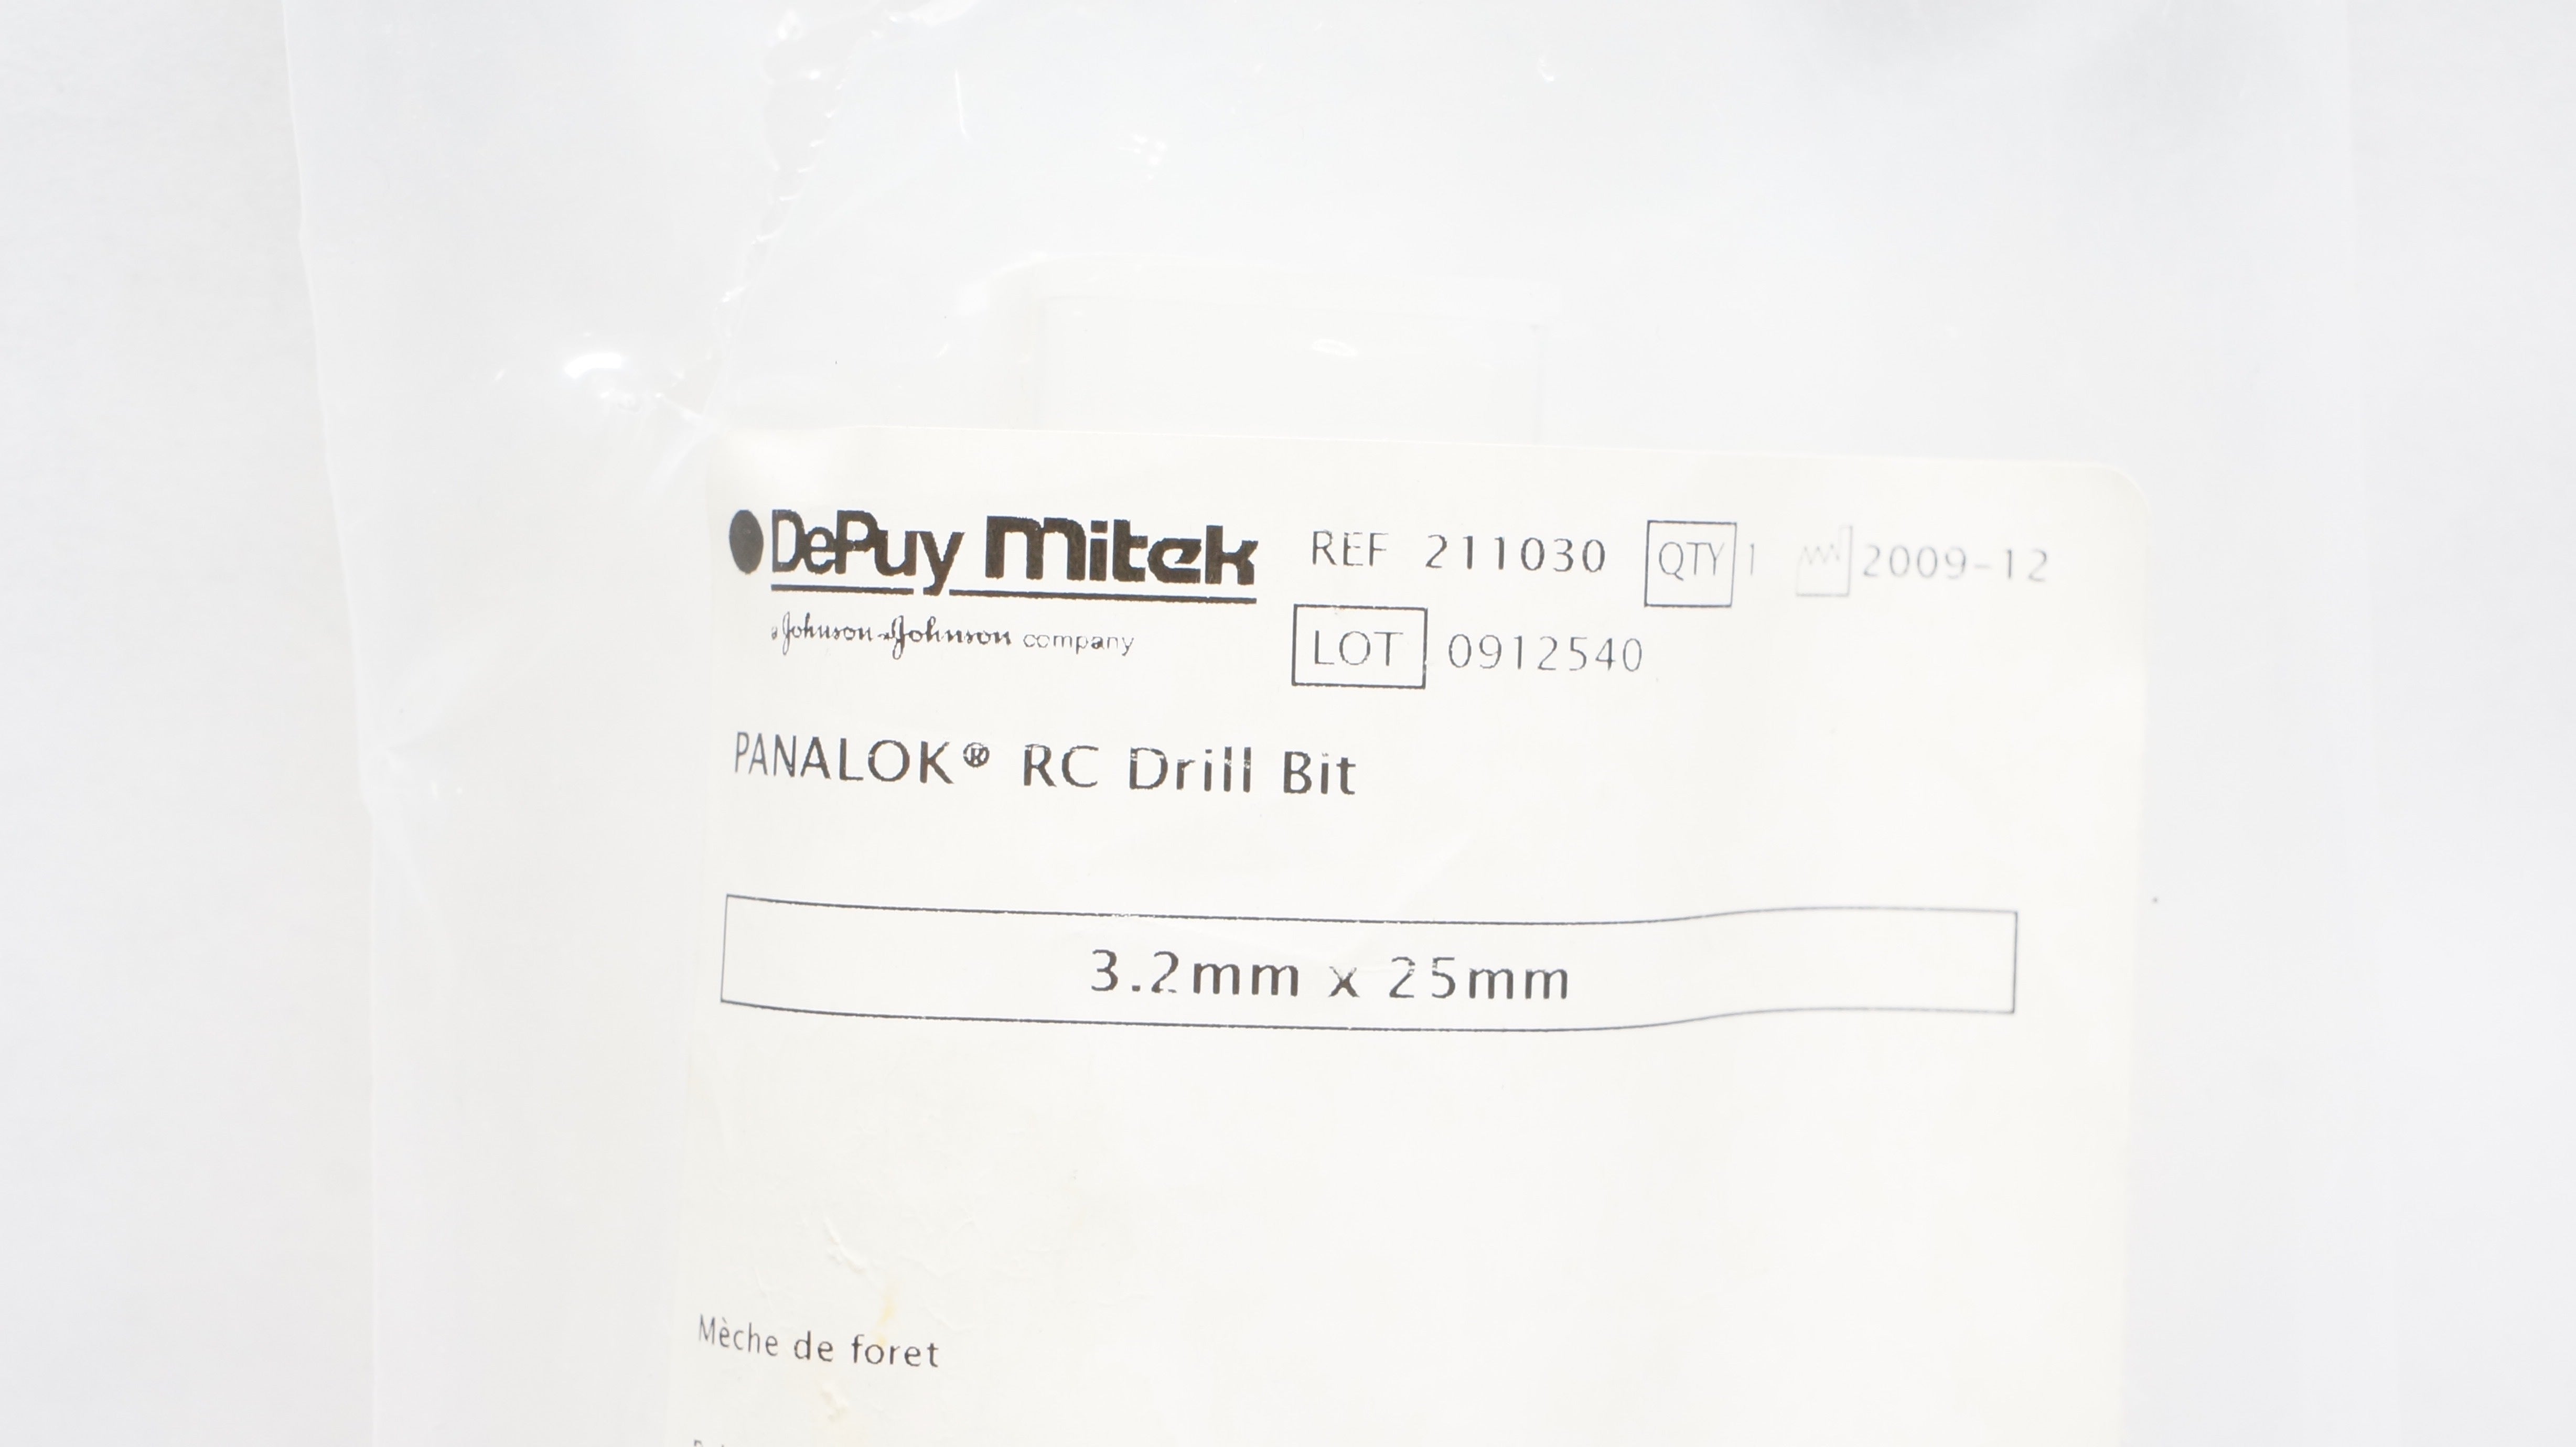 DePuy Mitek REF 211030 QTY 1 2009-12
a Johnson & Johnson company LOT 0912540
PANALOK® RC Drill Bit
3.2mm x 25mm
Mèche de foret